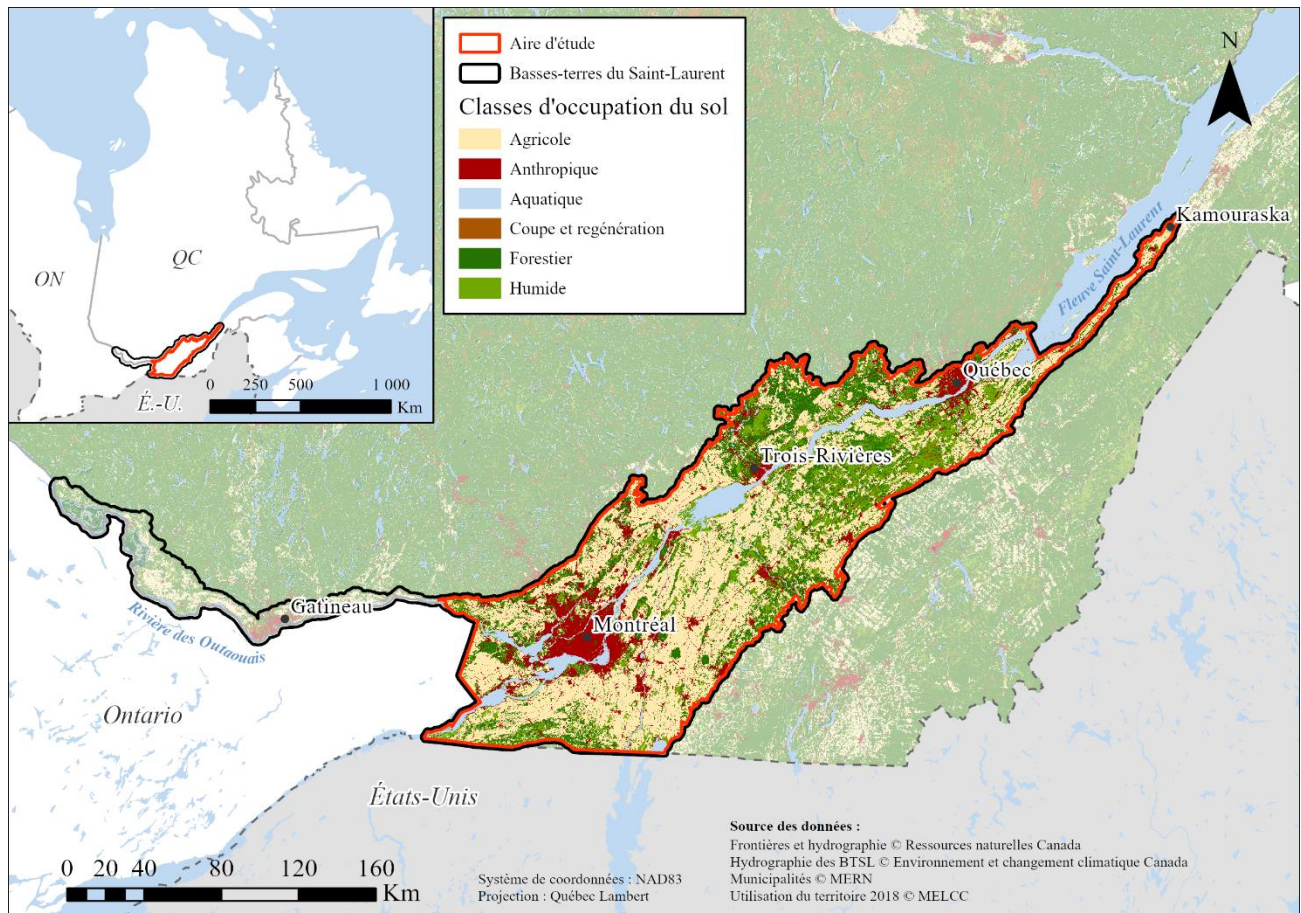 Aire d'étude
Basses-terres du Saint-Laurent
Classes d'occupation du sol
Agricole
Anthropique
Aquatique
Coupe et regénération
Forestier
Humide
N
ON
QC
É.-U.
0 250 500 1 000
Km
Kamouraska
Fleuve Saint-Laurent
Québec
Trois-Rivières
Gatineau
Montréal
Rivière des Outaouais
Ontario
États-Unis
0 20 40 80 120 160
Km
Système de coordonnées : NAD83
Projection : Québec Lambert
Source des données :
Frontières et hydrographie © Ressources naturelles Canada
Hydrographie des BTSL © Environnement et changement climatique Canada
Municipalités © MERN
Utilisation du territoire 2018 © MELCC